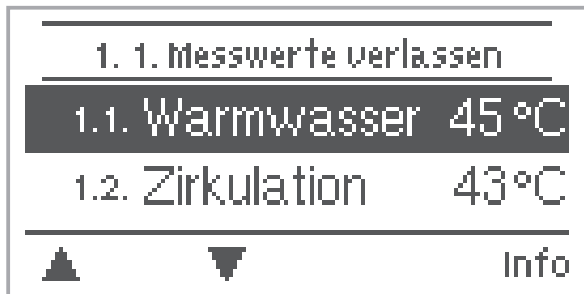 1. 1. Messwerte verlassen
1.1. Warmwasser 45°C
1.2. Zirkulation 43°C
▲ ▼ Info